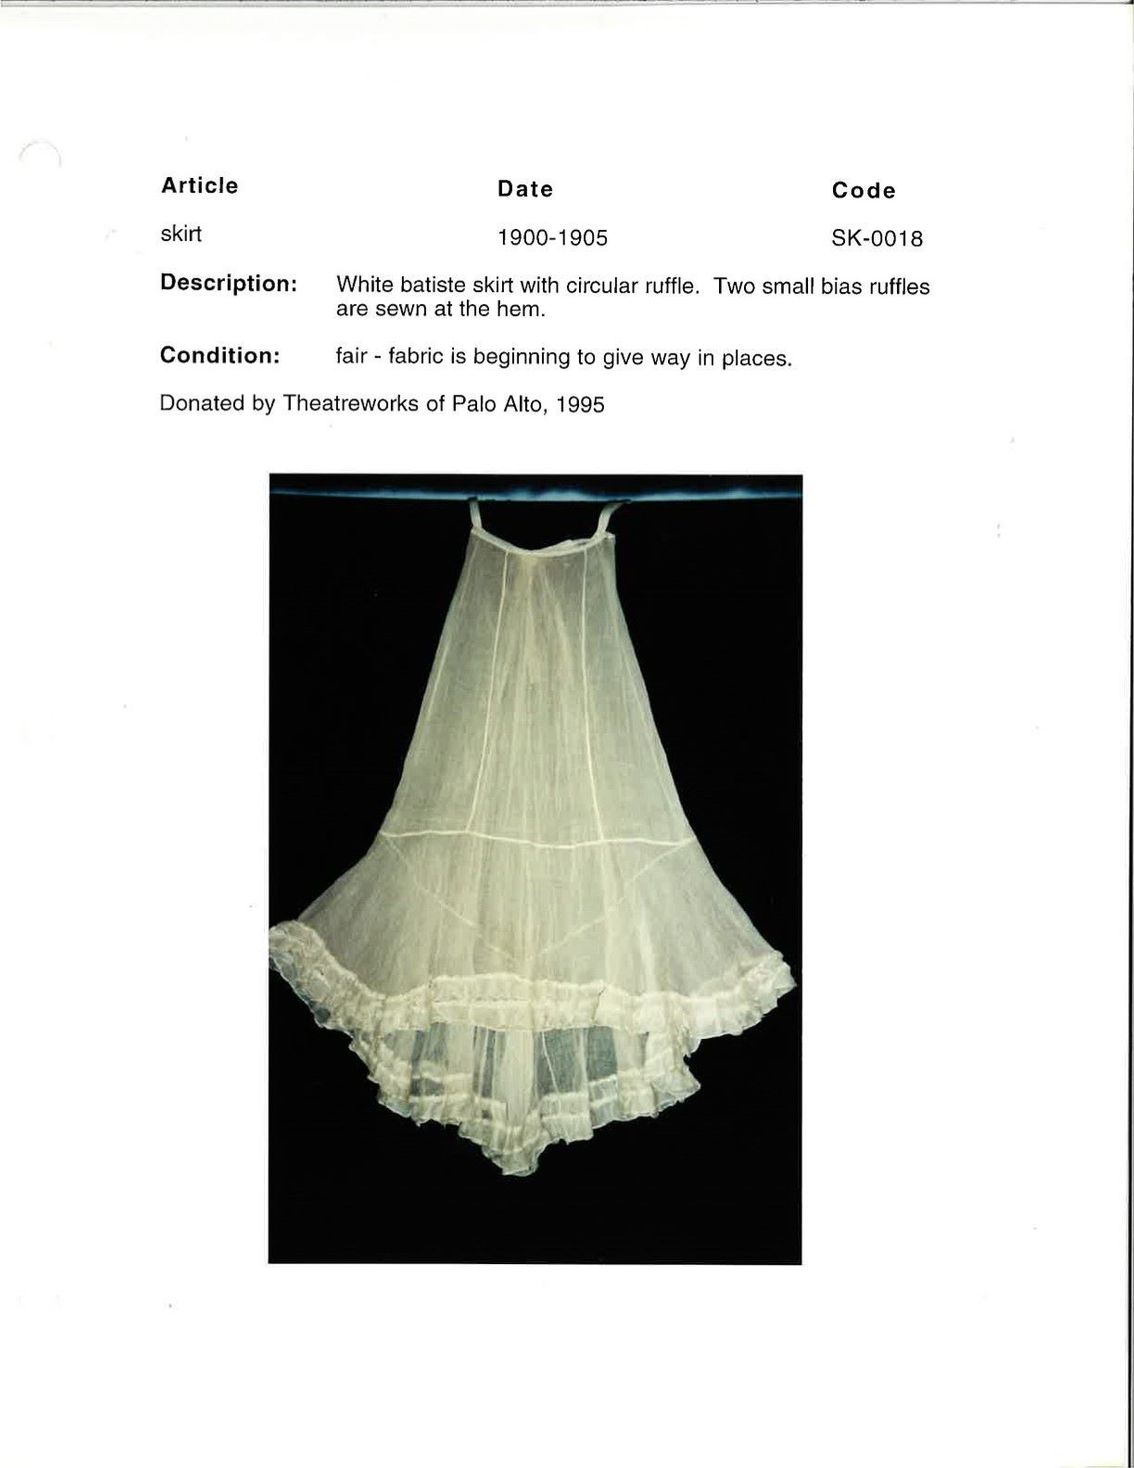 Article Date Code
skirt 1900-1905 SK-0018
Description: White batiste skirt with circular ruffle. Two small bias ruffles
are sewn at the hem.
Condition: fair - fabric is beginning to give way in places.
Donated by Theatreworks of Palo Alto, 1995